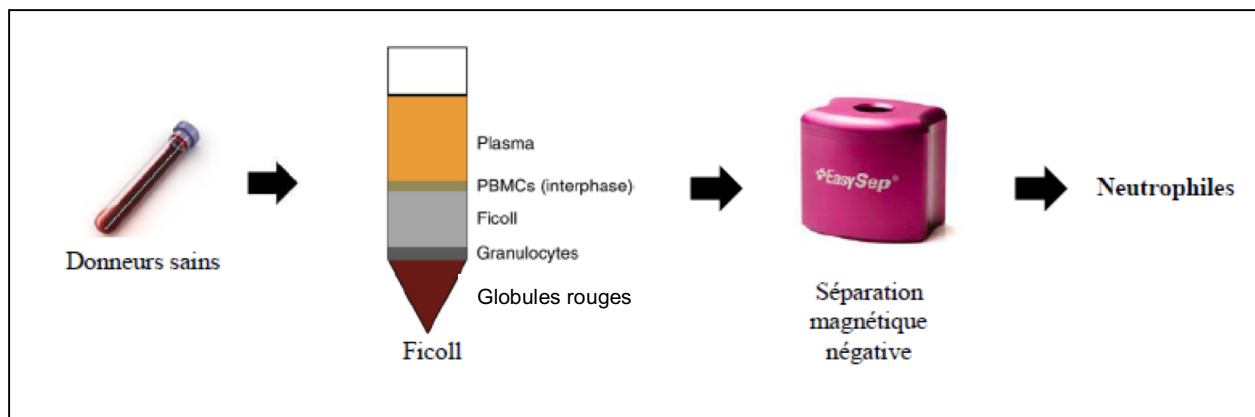 Donneurs sains
Plasma
PBMCs (interphase)
Ficoll
Granulocytes
Globules rouges
Ficoll
EasySep®
Séparation
magnétique
négative
Neutrophiles